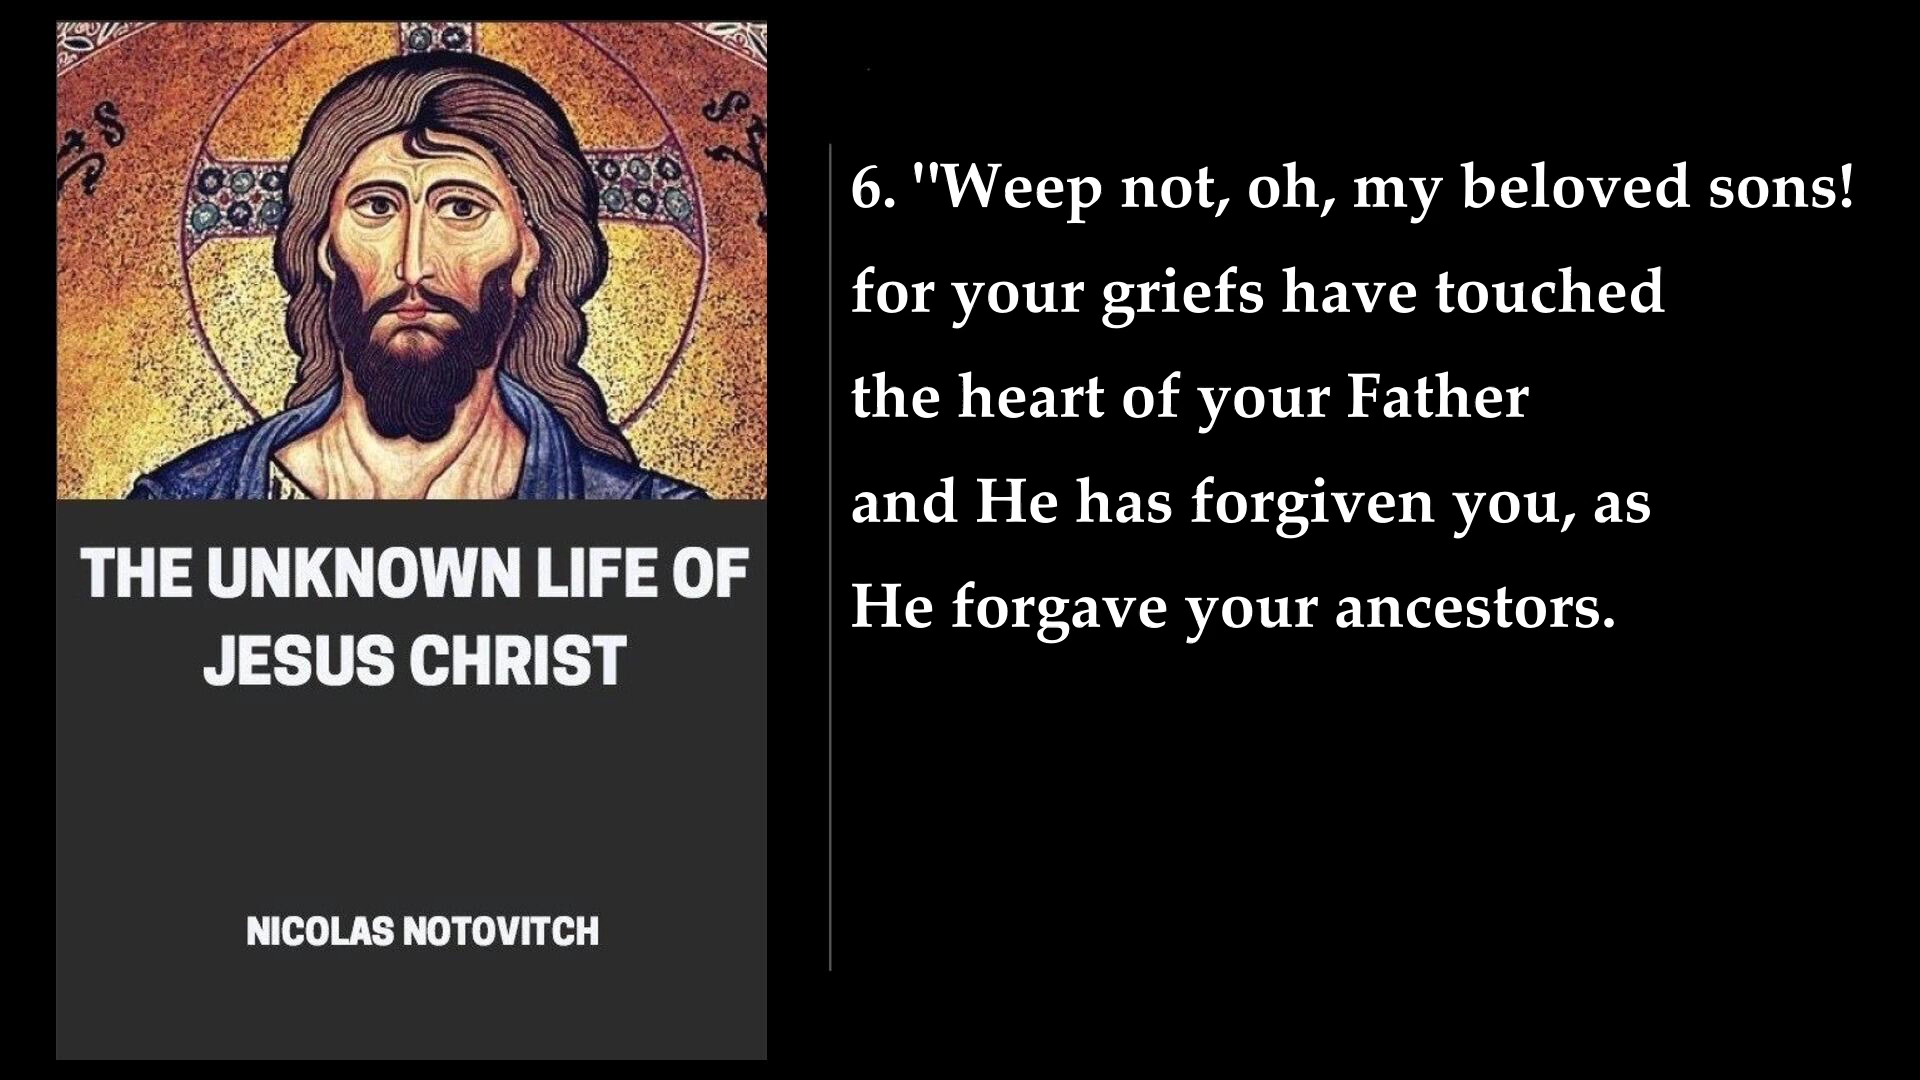 THE UNKNOWN LIFE OF
JESUS CHRIST
NICOLAS NOTOVITCH
6. "Weep not, oh, my beloved sons!
for your griefs have touched
the heart of your Father
and He has forgiven you, as
He forgave your ancestors.